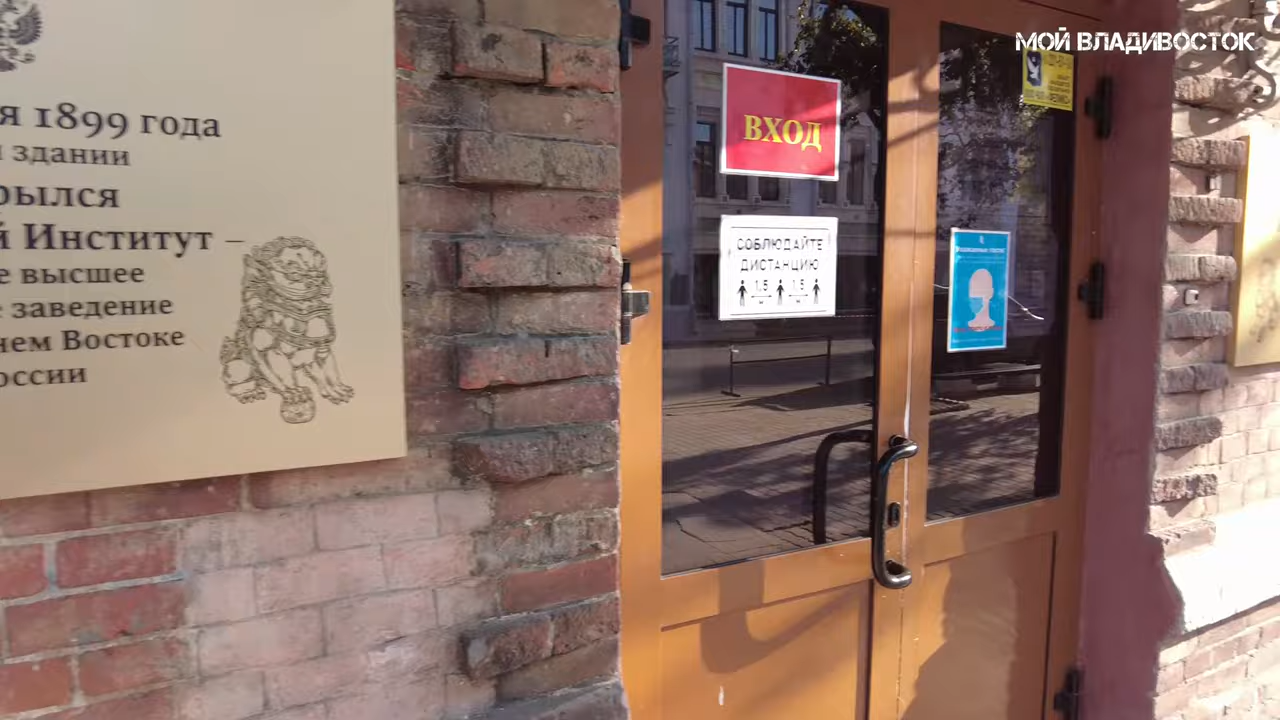 я 1899 года
здании
рылся
й Институт –
е высшее
е заведение
нем Востоке
оссии
ВХОД
СОБЛЮДАЙТЕ
ДИСТАНЦИЮ
1,5 1,5
м м
МОЙ ВЛАДИВОСТОК